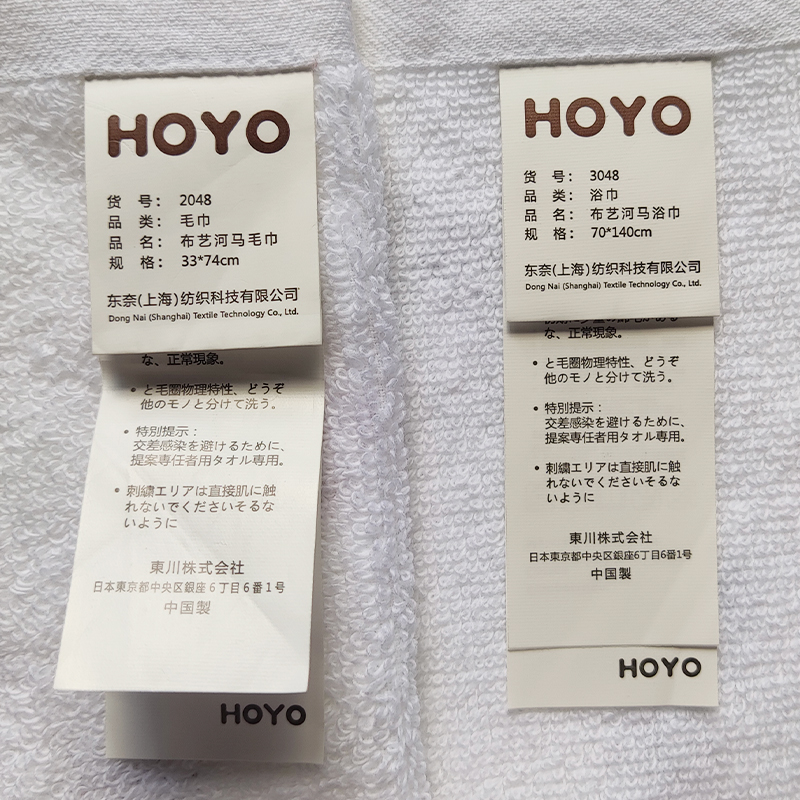 HOYO
货 号： 2048
品 类： 毛巾
品 名： 布艺河马毛巾
规 格： 33*74cm
东奈(上海)纺织科技有限公司
Dong Nai (Shanghai) Textile Technology Co., Ltd.
な、正常現象。
• と毛圏物理特性、どうぞ
他のモノと分けて洗う。
• 特別提示：
交差感染を避けるために、
提案専任者用タオル専用。
• 刺繍エリアは直接肌に触
れないでくださいそるな
いように
東川株式会社
日本東京都中央区銀座6丁目6番1号
中国製
HOYO
HOYO
货 号： 3048
品 类： 浴巾
品 名： 布艺河马浴巾
规 格： 70*140cm
东奈(上海)纺织科技有限公司
Dong Nai (Shanghai) Textile Technology Co., Ltd.
な、正常現象。
• と毛圏物理特性、どうぞ
他のモノと分けて洗う。
• 特別提示：
交差感染を避けるために、
提案専任者用タオル専用。
• 刺繍エリアは直接肌に触
れないでくださいそるな
いように
東川株式会社
日本東京都中央区銀座6丁目6番1号
中国製
HOYO